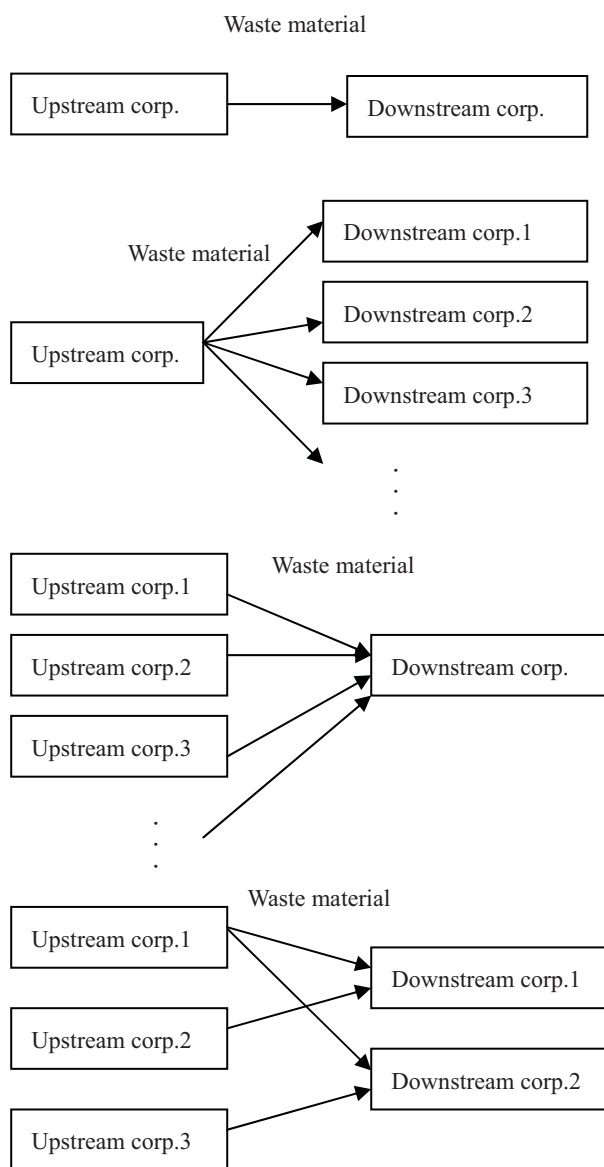 Waste material
Upstream corp.
Downstream corp.
Downstream corp.1
Waste material
Downstream corp.2
Upstream corp.
Downstream corp.3
Waste material
Upstream corp.1
Upstream corp.2
Downstream corp.
Upstream corp.3
Waste material
Upstream corp.1
Downstream corp.1
Upstream corp.2
Downstream corp.2
Upstream corp.3